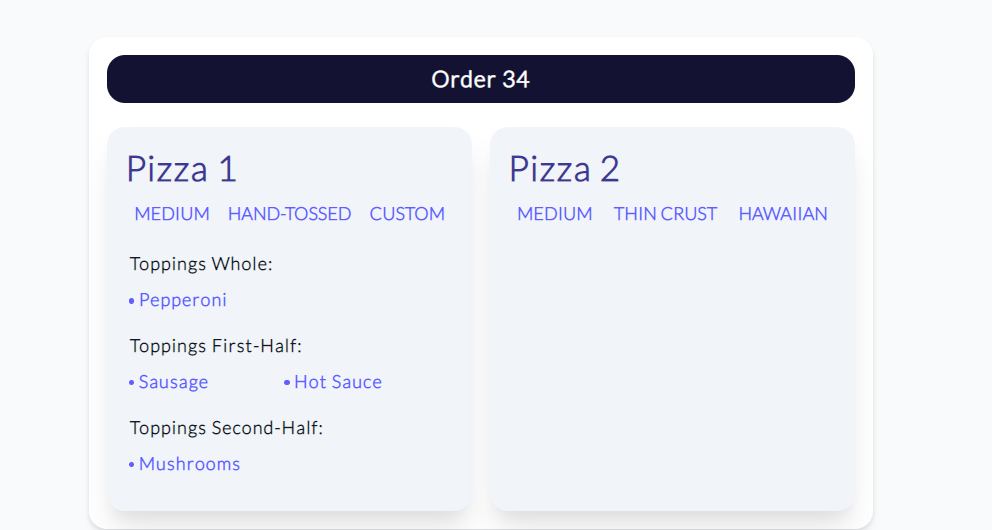 Order 34
Pizza 1
MEDIUM HAND-TOSSED CUSTOM
Toppings Whole:
• Pepperoni
Toppings First-Half:
• Sausage • Hot Sauce
Toppings Second-Half:
• Mushrooms
Pizza 2
MEDIUM THIN CRUST HAWAIIAN